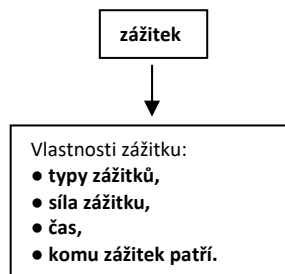 zážitek
Vlastnosti zážitku:
● typy zážitků,
● síla zážitku,
● čas,
● komu zážitek patří.